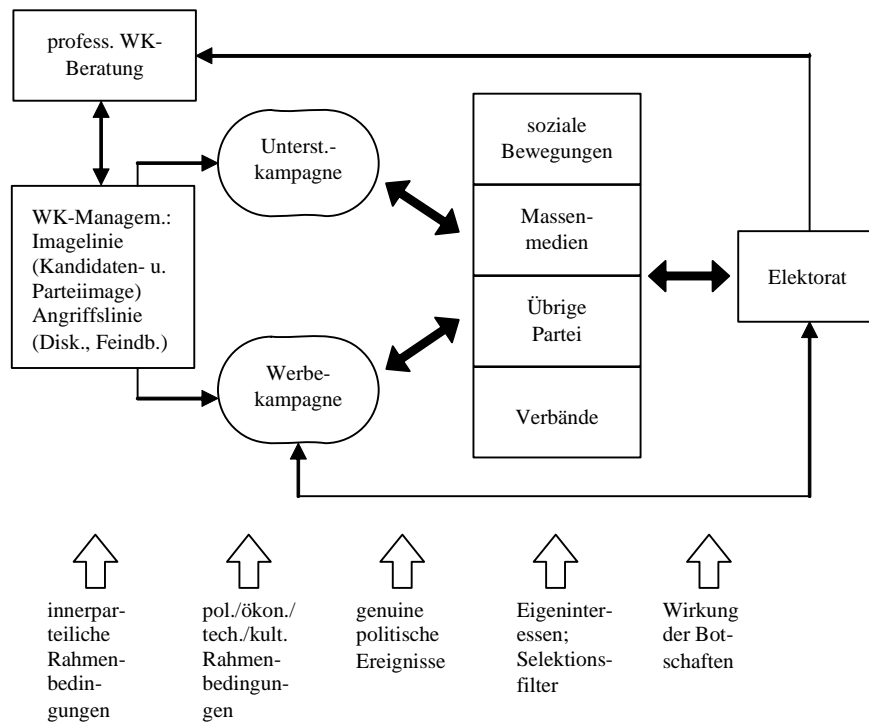 profess. WK-
Beratung
Unterst.-
kampagne
soziale
Bewegungen
WK-Managem.:
Imagelinie
(Kandidaten- u.
Parteiimage)
Angriffslinie
(Disk., Feindb.)
Massen-
medien
Elektorat
Übrige
Partei
Werbe-
kampagne
Verbände
innerpar-
teiliche
Rahmen-
bedin-
gungen
pol./ökon./
tech./kult.
Rahmen-
bedingun-
gen
genuine
politische
Ereignisse
Eigeninter-
essen;
Selektions-
filter
Wirkung
der Bot-
schaften